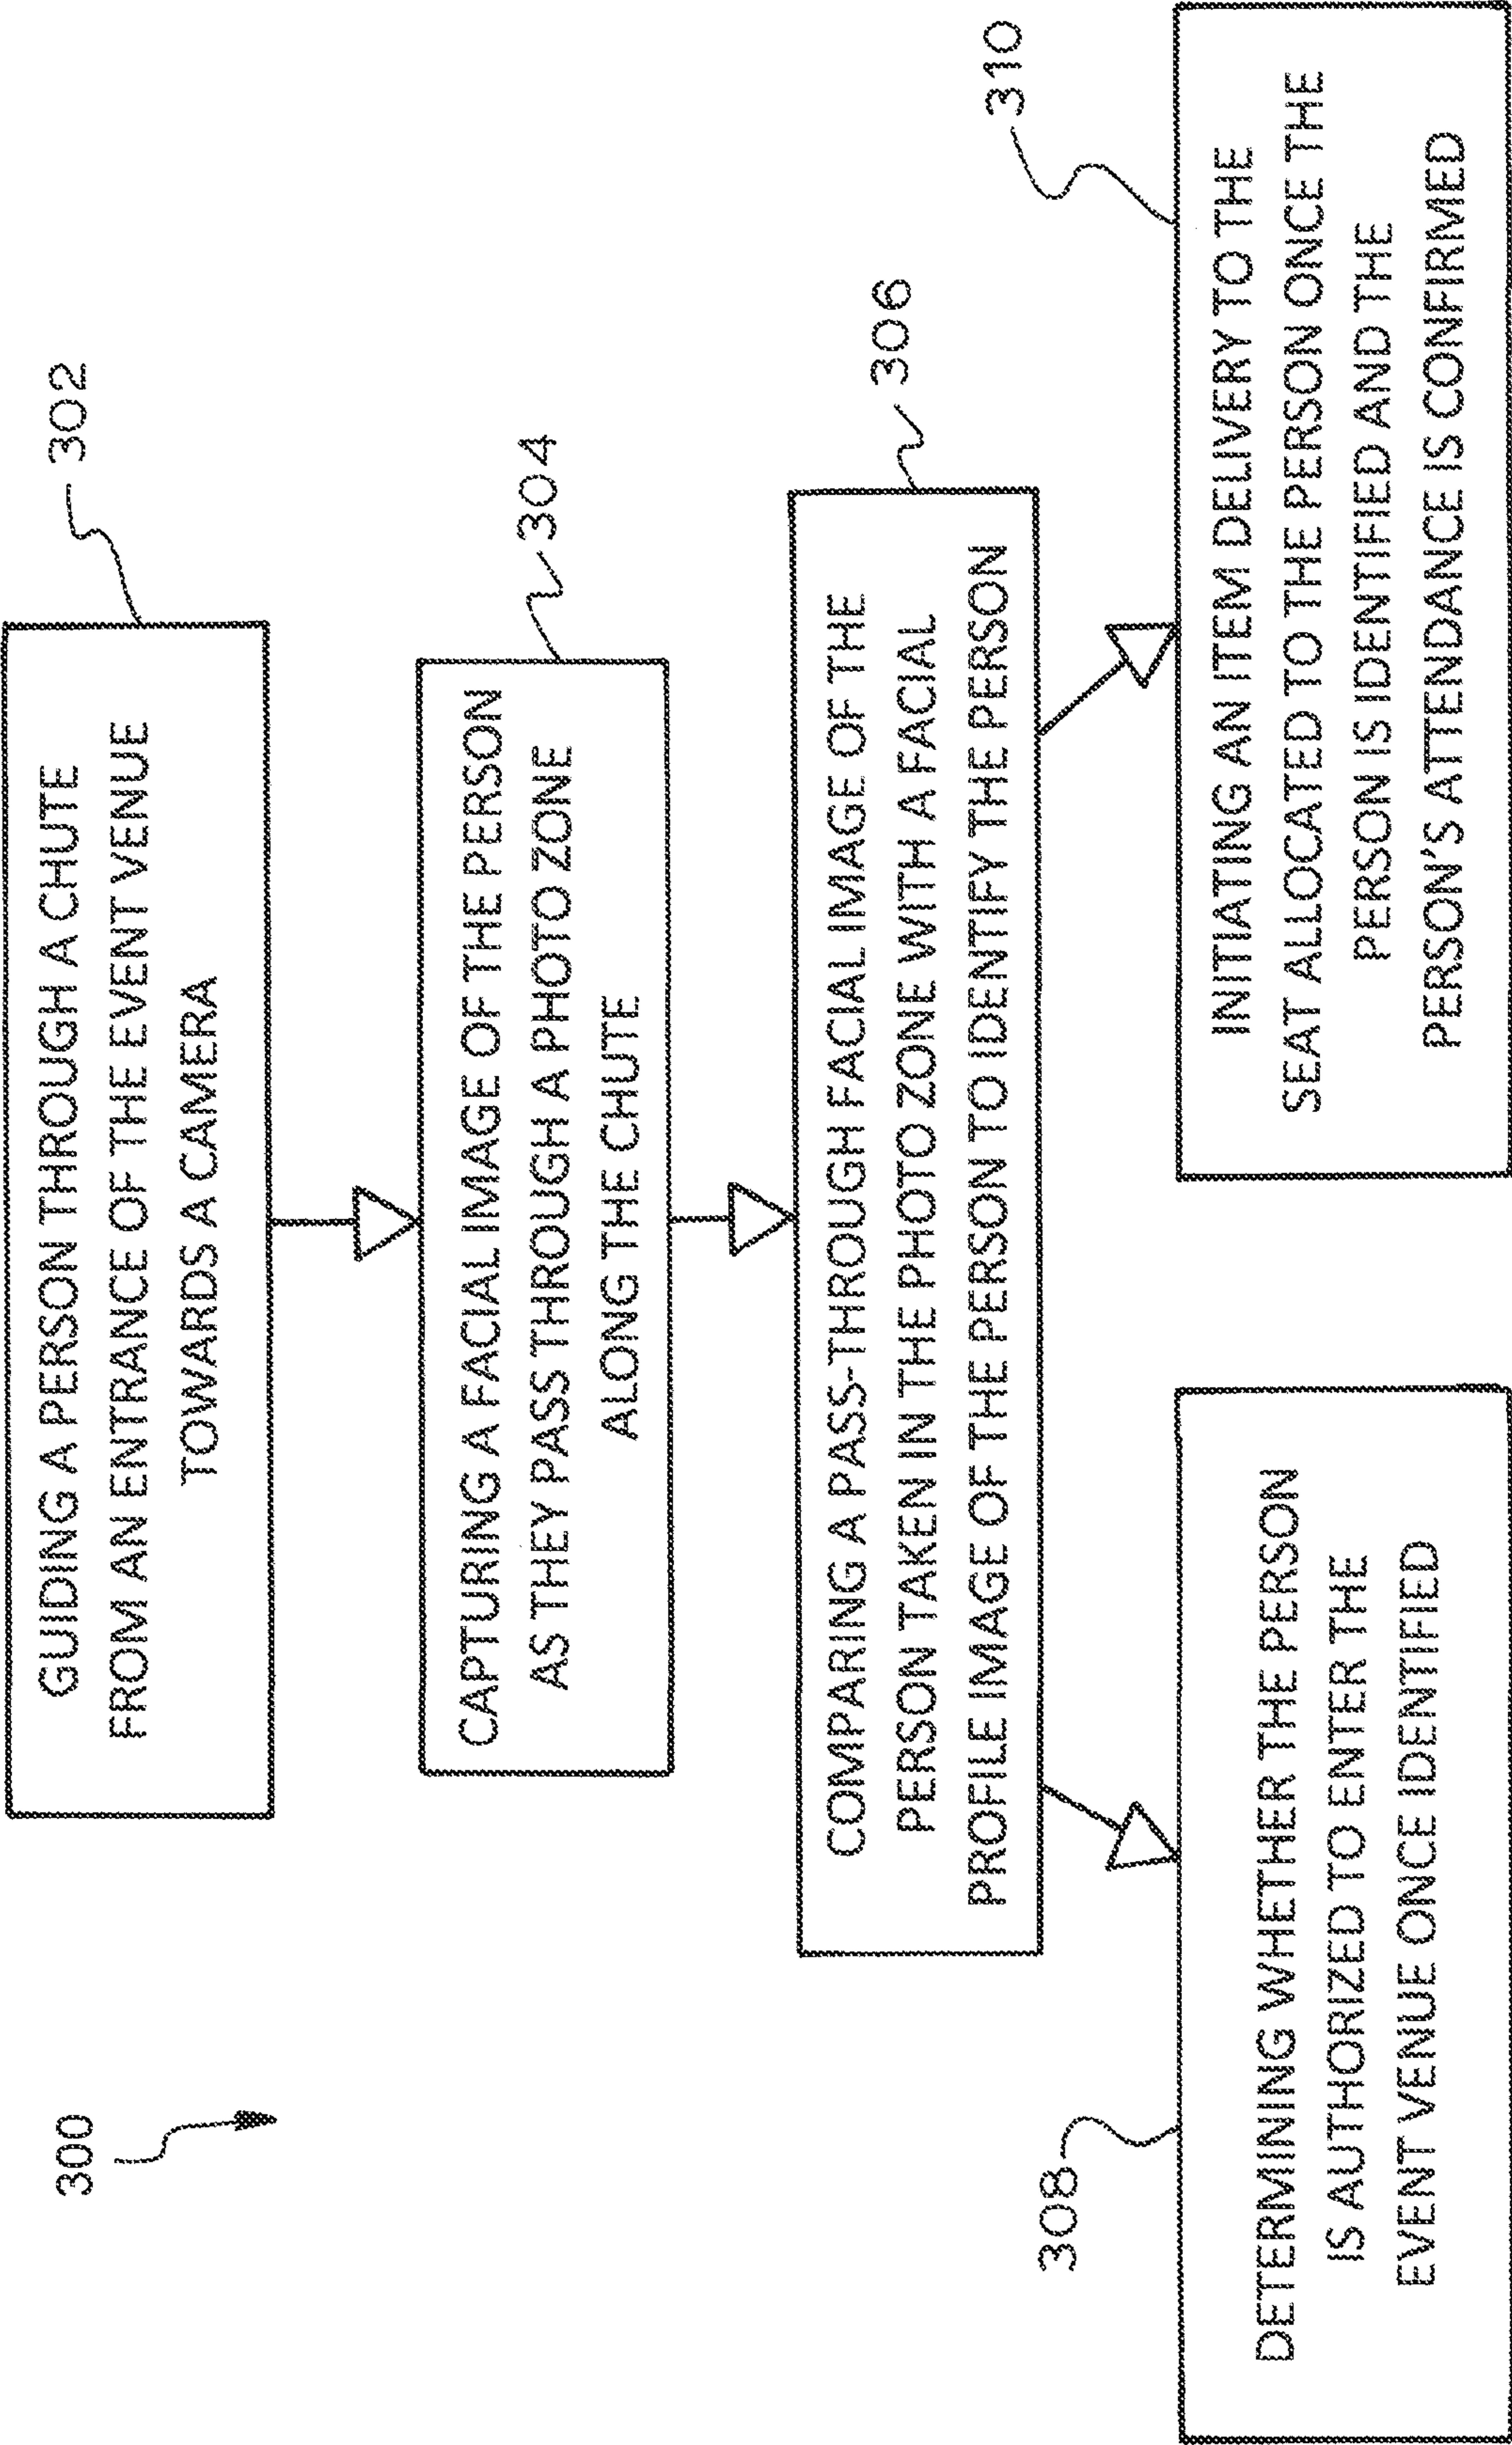 300
302
GUIDING A PERSON THROUGH A CHUTE
FROM AN ENTRANCE OF THE EVENT VENUE
TOWARDS A CAMERA
304
CAPTURING A FACIAL IMAGE OF THE PERSON
AS THEY PASS THROUGH A PHOTO ZONE
ALONG THE CHUTE
306
COMPARING A PASS-THROUGH FACIAL IMAGE OF THE
PERSON TAKEN IN THE PHOTO ZONE WITH A FACIAL
PROFILE IMAGE OF THE PERSON TO IDENTIFY THE PERSON
308
DETERMINING WHETHER THE PERSON
IS AUTHORIZED TO ENTER THE
EVENT VENUE ONCE IDENTIFIED
310
INITIATING AN ITEM DELIVERY TO THE
SEAT ALLOCATED TO THE PERSON ONCE THE
PERSON IS IDENTIFIED AND THE
PERSON'S ATTENDANCE IS CONFIRMED